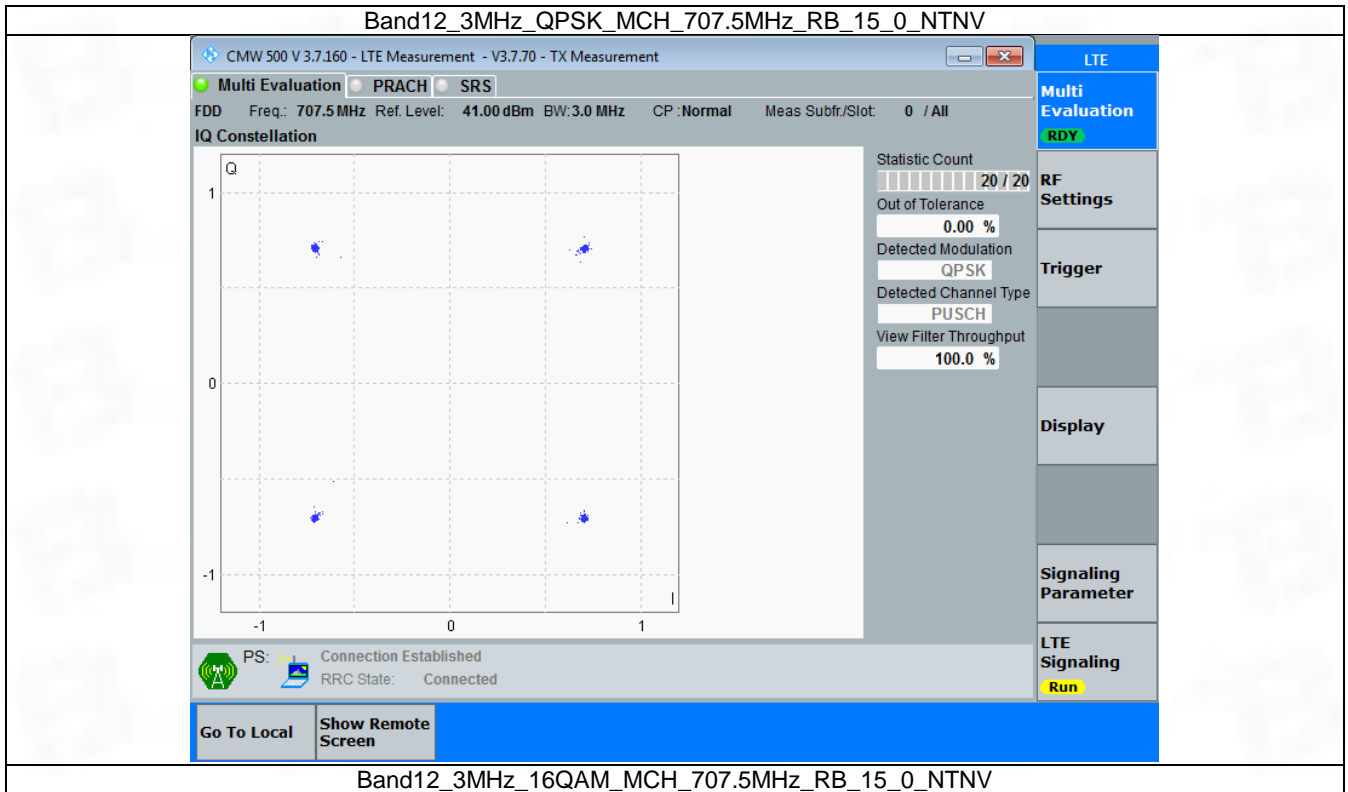 Band12_3MHz_QPSK_MCH_707.5MHz_RB_15_0_NTNV
CMW 500 V 3.7.160 - LTE Measurement - V3.7.70 - TX Measurement
LTE
Multi Evaluation PRACH SRS
FDD Freq.: 707.5 MHz Ref. Level: 41.00 dBm BW: 3.0 MHz CP : Normal Meas Subfr./Slot: 0 / All
IQ Constellation
Q
1
0
-1
I
-1 0 1
Statistic Count
20 / 20
Out of Tolerance
0.00 %
Detected Modulation
QPSK
Detected Channel Type
PUSCH
View Filter Throughput
100.0 %
Multi
Evaluation
RDY
RF
Settings
Trigger
Display
Signaling
Parameter
LTE
Signaling
Run
PS: Connection Established
RRC State: Connected
Go To Local
Show Remote
Screen
Band12_3MHz_16QAM_MCH_707.5MHz_RB_15_0_NTNV